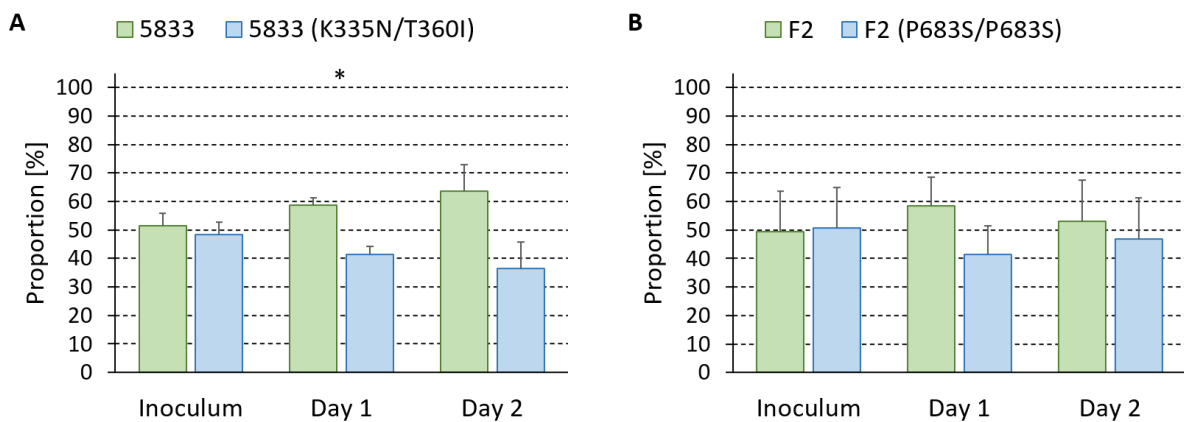 A
5833 5833 (K335N/T360I)
*
Proportion [%]
100
90
80
70
60
50
40
30
20
10
0
Inoculum Day 1 Day 2
B
F2 F2 (P683S/P683S)
Proportion [%]
100
90
80
70
60
50
40
30
20
10
0
Inoculum Day 1 Day 2